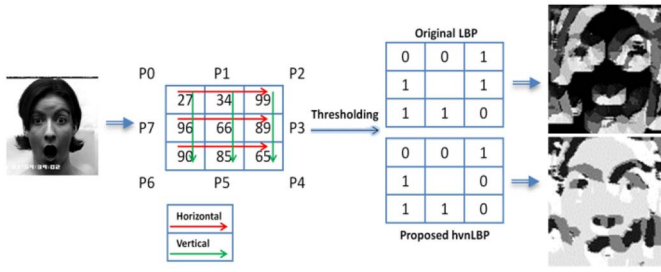 Original LBP
P0 P1 P2
0 0 1
1 1
1 1 0
27 34 99
Thresholding
P7 96 66 89 P3
90 85 65
P6 P5 P4
0 0 1
1 0
1 1 0
Horizontal
Vertical
Proposed hvnLBP